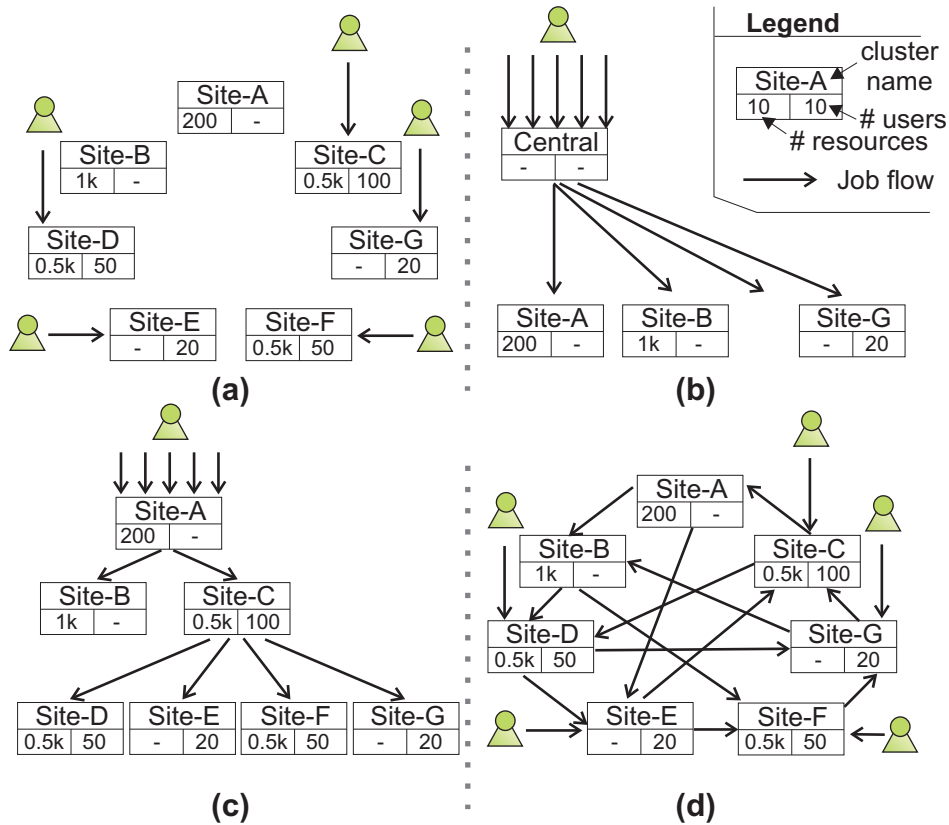 Site-A
200 -
Site-B
1k -
Site-C
0.5k 100
Site-D
0.5k 50
Site-G
- 20
Site-E
- 20
Site-F
0.5k 50
(a)
Central
- -
Site-A
200 -
Site-B
1k -
Site-G
- 20
(b)
Legend
Site-A
10 10
cluster
name
# users
# resources
Job flow
Site-A
200 -
Site-B
1k -
Site-C
0.5k 100
Site-D
0.5k 50
Site-E
- 20
Site-F
0.5k 50
Site-G
- 20
(c)
Site-A
200 -
Site-B
1k -
Site-C
0.5k 100
Site-D
0.5k 50
Site-G
- 20
Site-E
- 20
Site-F
0.5k 50
(d)